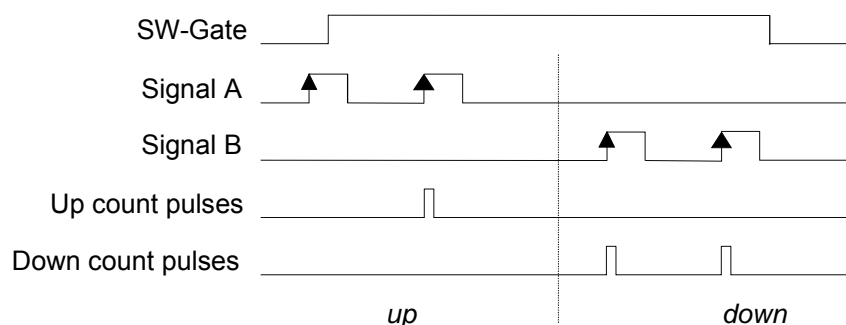 SW-Gate
Signal A
Signal B
Up count pulses
Down count pulses
up down